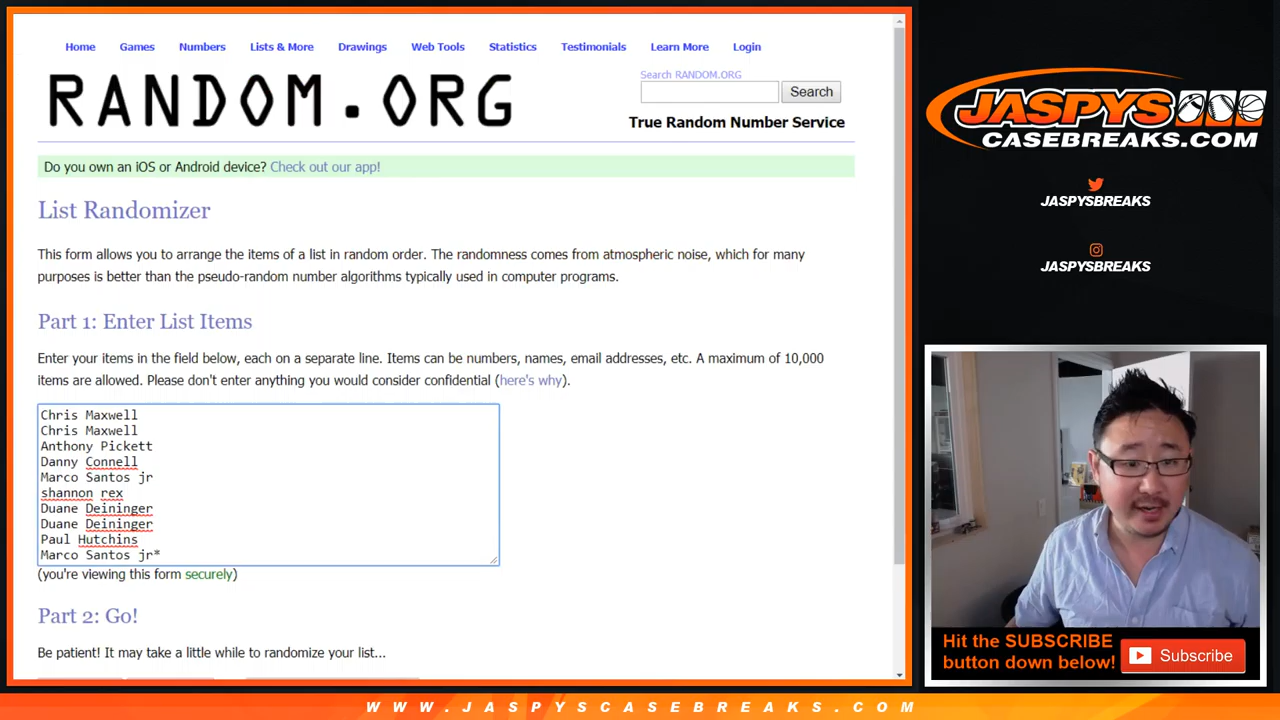 Home Games Numbers Lists & More Drawings Web Tools Statistics Testimonials Learn More Login
RANDOM.ORG
Search RANDOM.ORG
Search
True Random Number Service
Do you own an iOS or Android device? Check out our app!
List Randomizer
This form allows you to arrange the items of a list in random order. The randomness comes from atmospheric noise, which for many
purposes is better than the pseudo-random number algorithms typically used in computer programs.
Part 1: Enter List Items
Enter your items in the field below, each on a separate line. Items can be numbers, names, email addresses, etc. A maximum of 10,000
items are allowed. Please don't enter anything you would consider confidential (here's why).
Chris Maxwell
Chris Maxwell
Anthony Pickett
Danny Connell
Marco Santos jr
shannon rex
Duane Deininger
Duane Deininger
Paul Hutchins
Marco Santos jr*
(you're viewing this form securely)
Part 2: Go!
Be patient! It may take a little while to randomize your list...
JASPYS
CASEBREAKS.COM
JASPYSBREAKS
JASPYSBREAKS
Hit the SUBSCRIBE
button down below!
Subscribe
WWW.JASPYSCASEBREAKS.COM